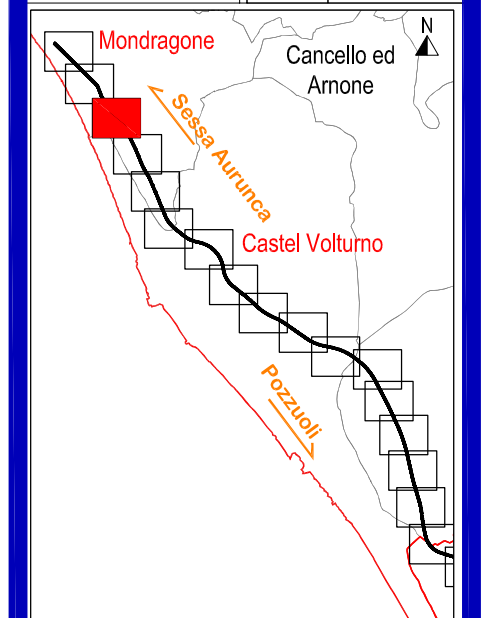 N
Mondragone
Cancello ed
Arnone
Sessa Aurunca
Castel Volturno
Pozzuoli